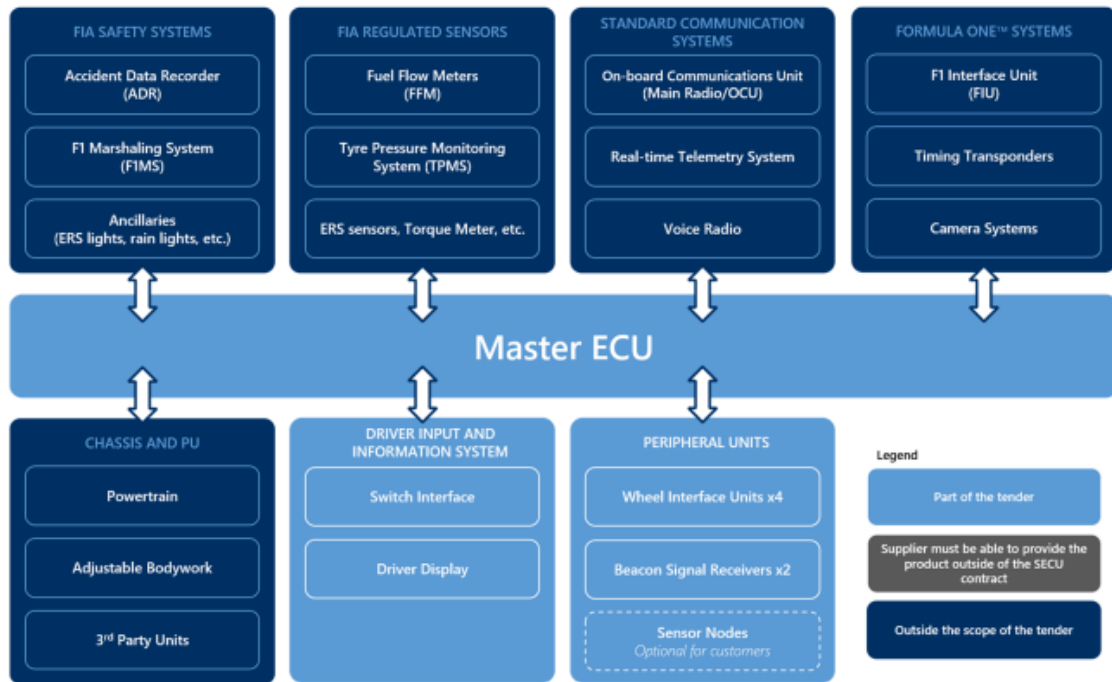 FIA SAFETY SYSTEMS
Accident Data Recorder
(ADR)
F1 Marshaling System
(F1MS)
Ancillaries
(ERS lights, rain lights, etc.)
FIA REGULATED SENSORS
Fuel Flow Meters
(FFM)
Tyre Pressure Monitoring
System (TPMS)
ERS sensors, Torque Meter, etc.
STANDARD COMMUNICATION
SYSTEMS
On-board Communications Unit
(Main Radio/OCU)
Real-time Telemetry System
Voice Radio
FORMULA ONE™ SYSTEMS
F1 Interface Unit
(FIU)
Timing Transponders
Camera Systems
Master ECU
CHASSIS AND PU
Powertrain
Adjustable Bodywork
3rd Party Units
DRIVER INPUT AND
INFORMATION SYSTEM
Switch Interface
Driver Display
PERIPHERAL UNITS
Wheel Interface Units x4
Beacon Signal Receivers x2
Sensor Nodes
Optional for customers
Legend
Part of the tender
Supplier must be able to provide the
product outside of the SECU
contract
Outside the scope of the tender